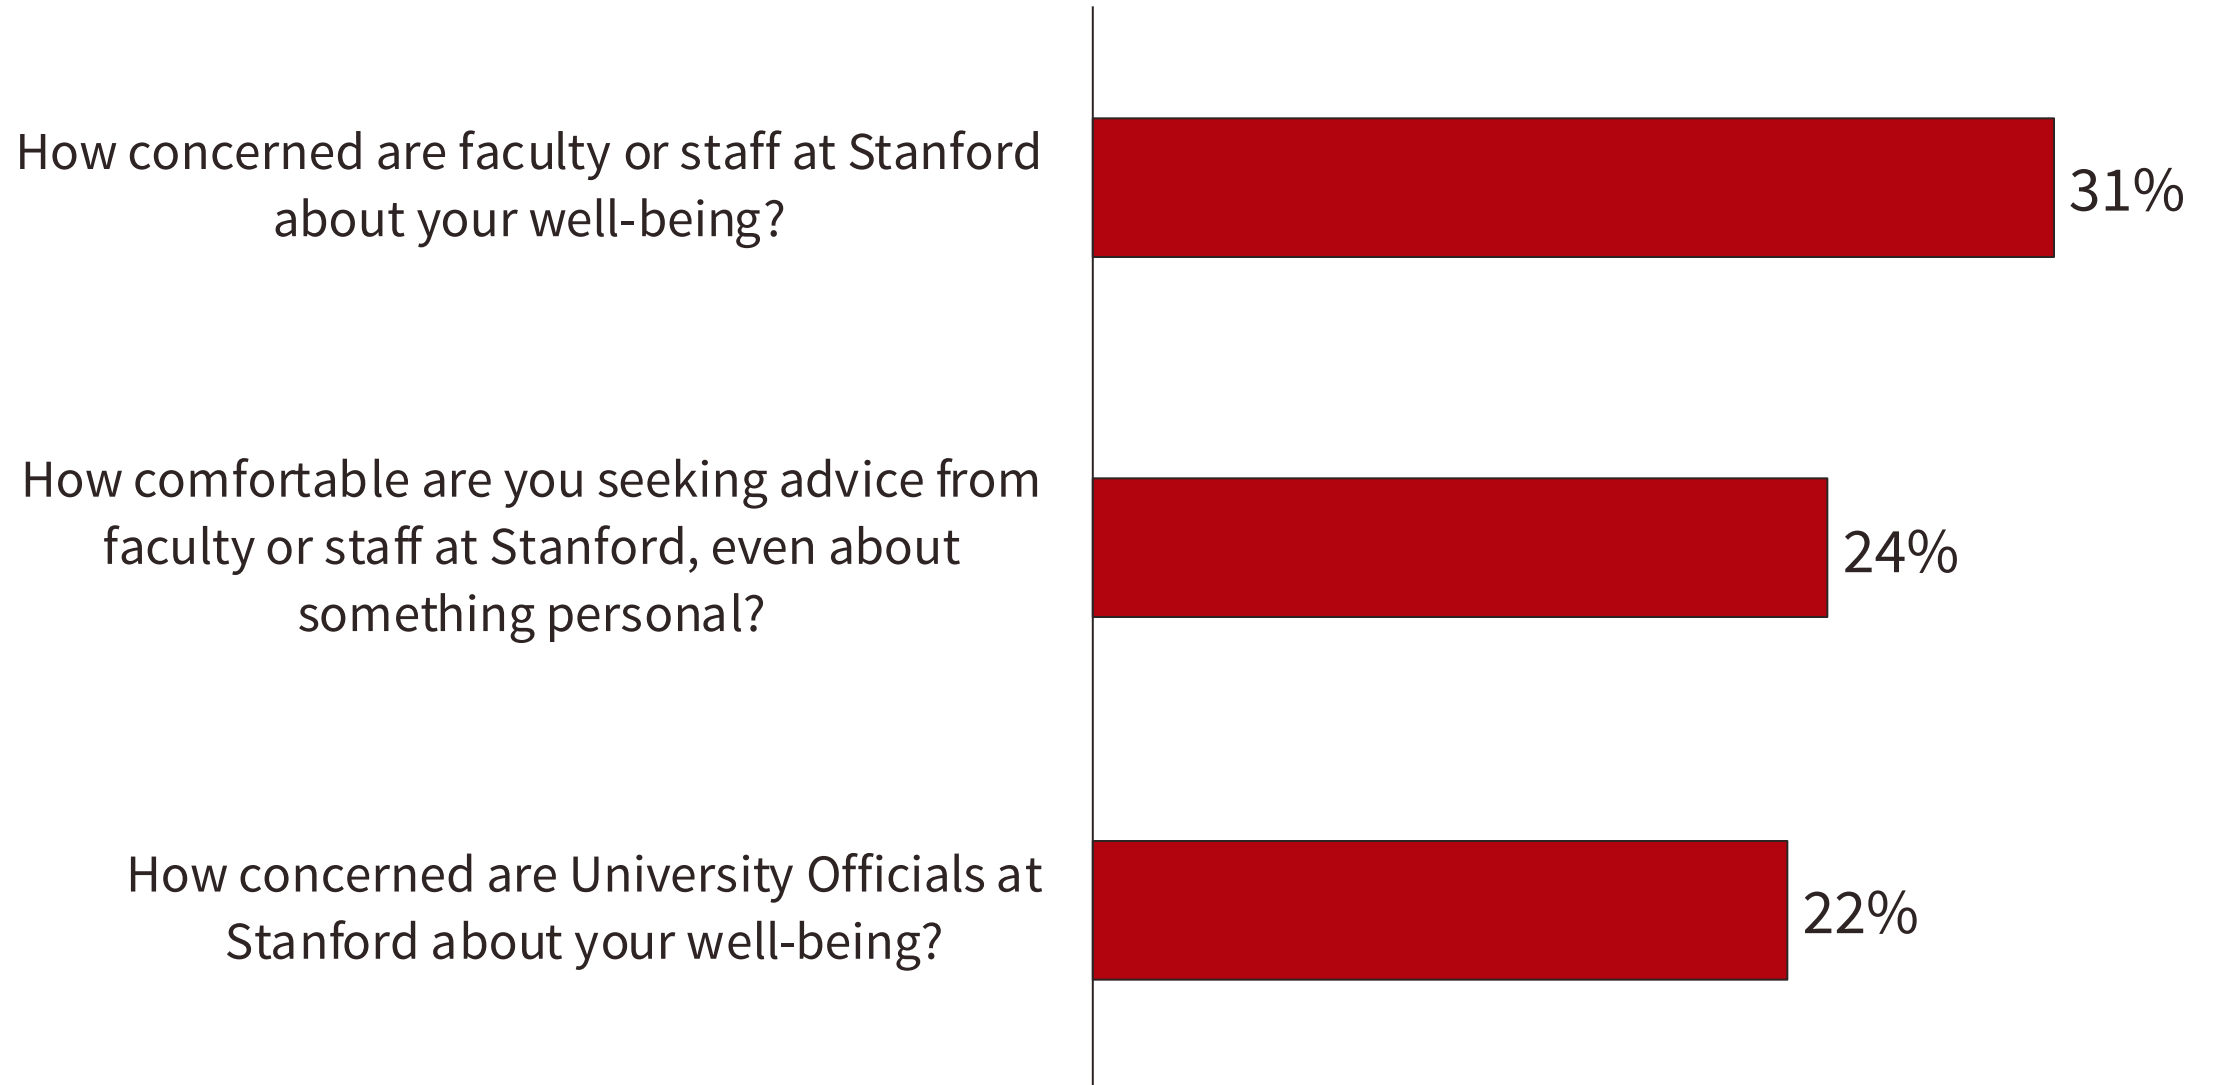 How concerned are faculty or staff at Stanford
about your well-being?
31%
How comfortable are you seeking advice from
faculty or staff at Stanford, even about
something personal?
24%
How concerned are University Officials at
Stanford about your well-being?
22%